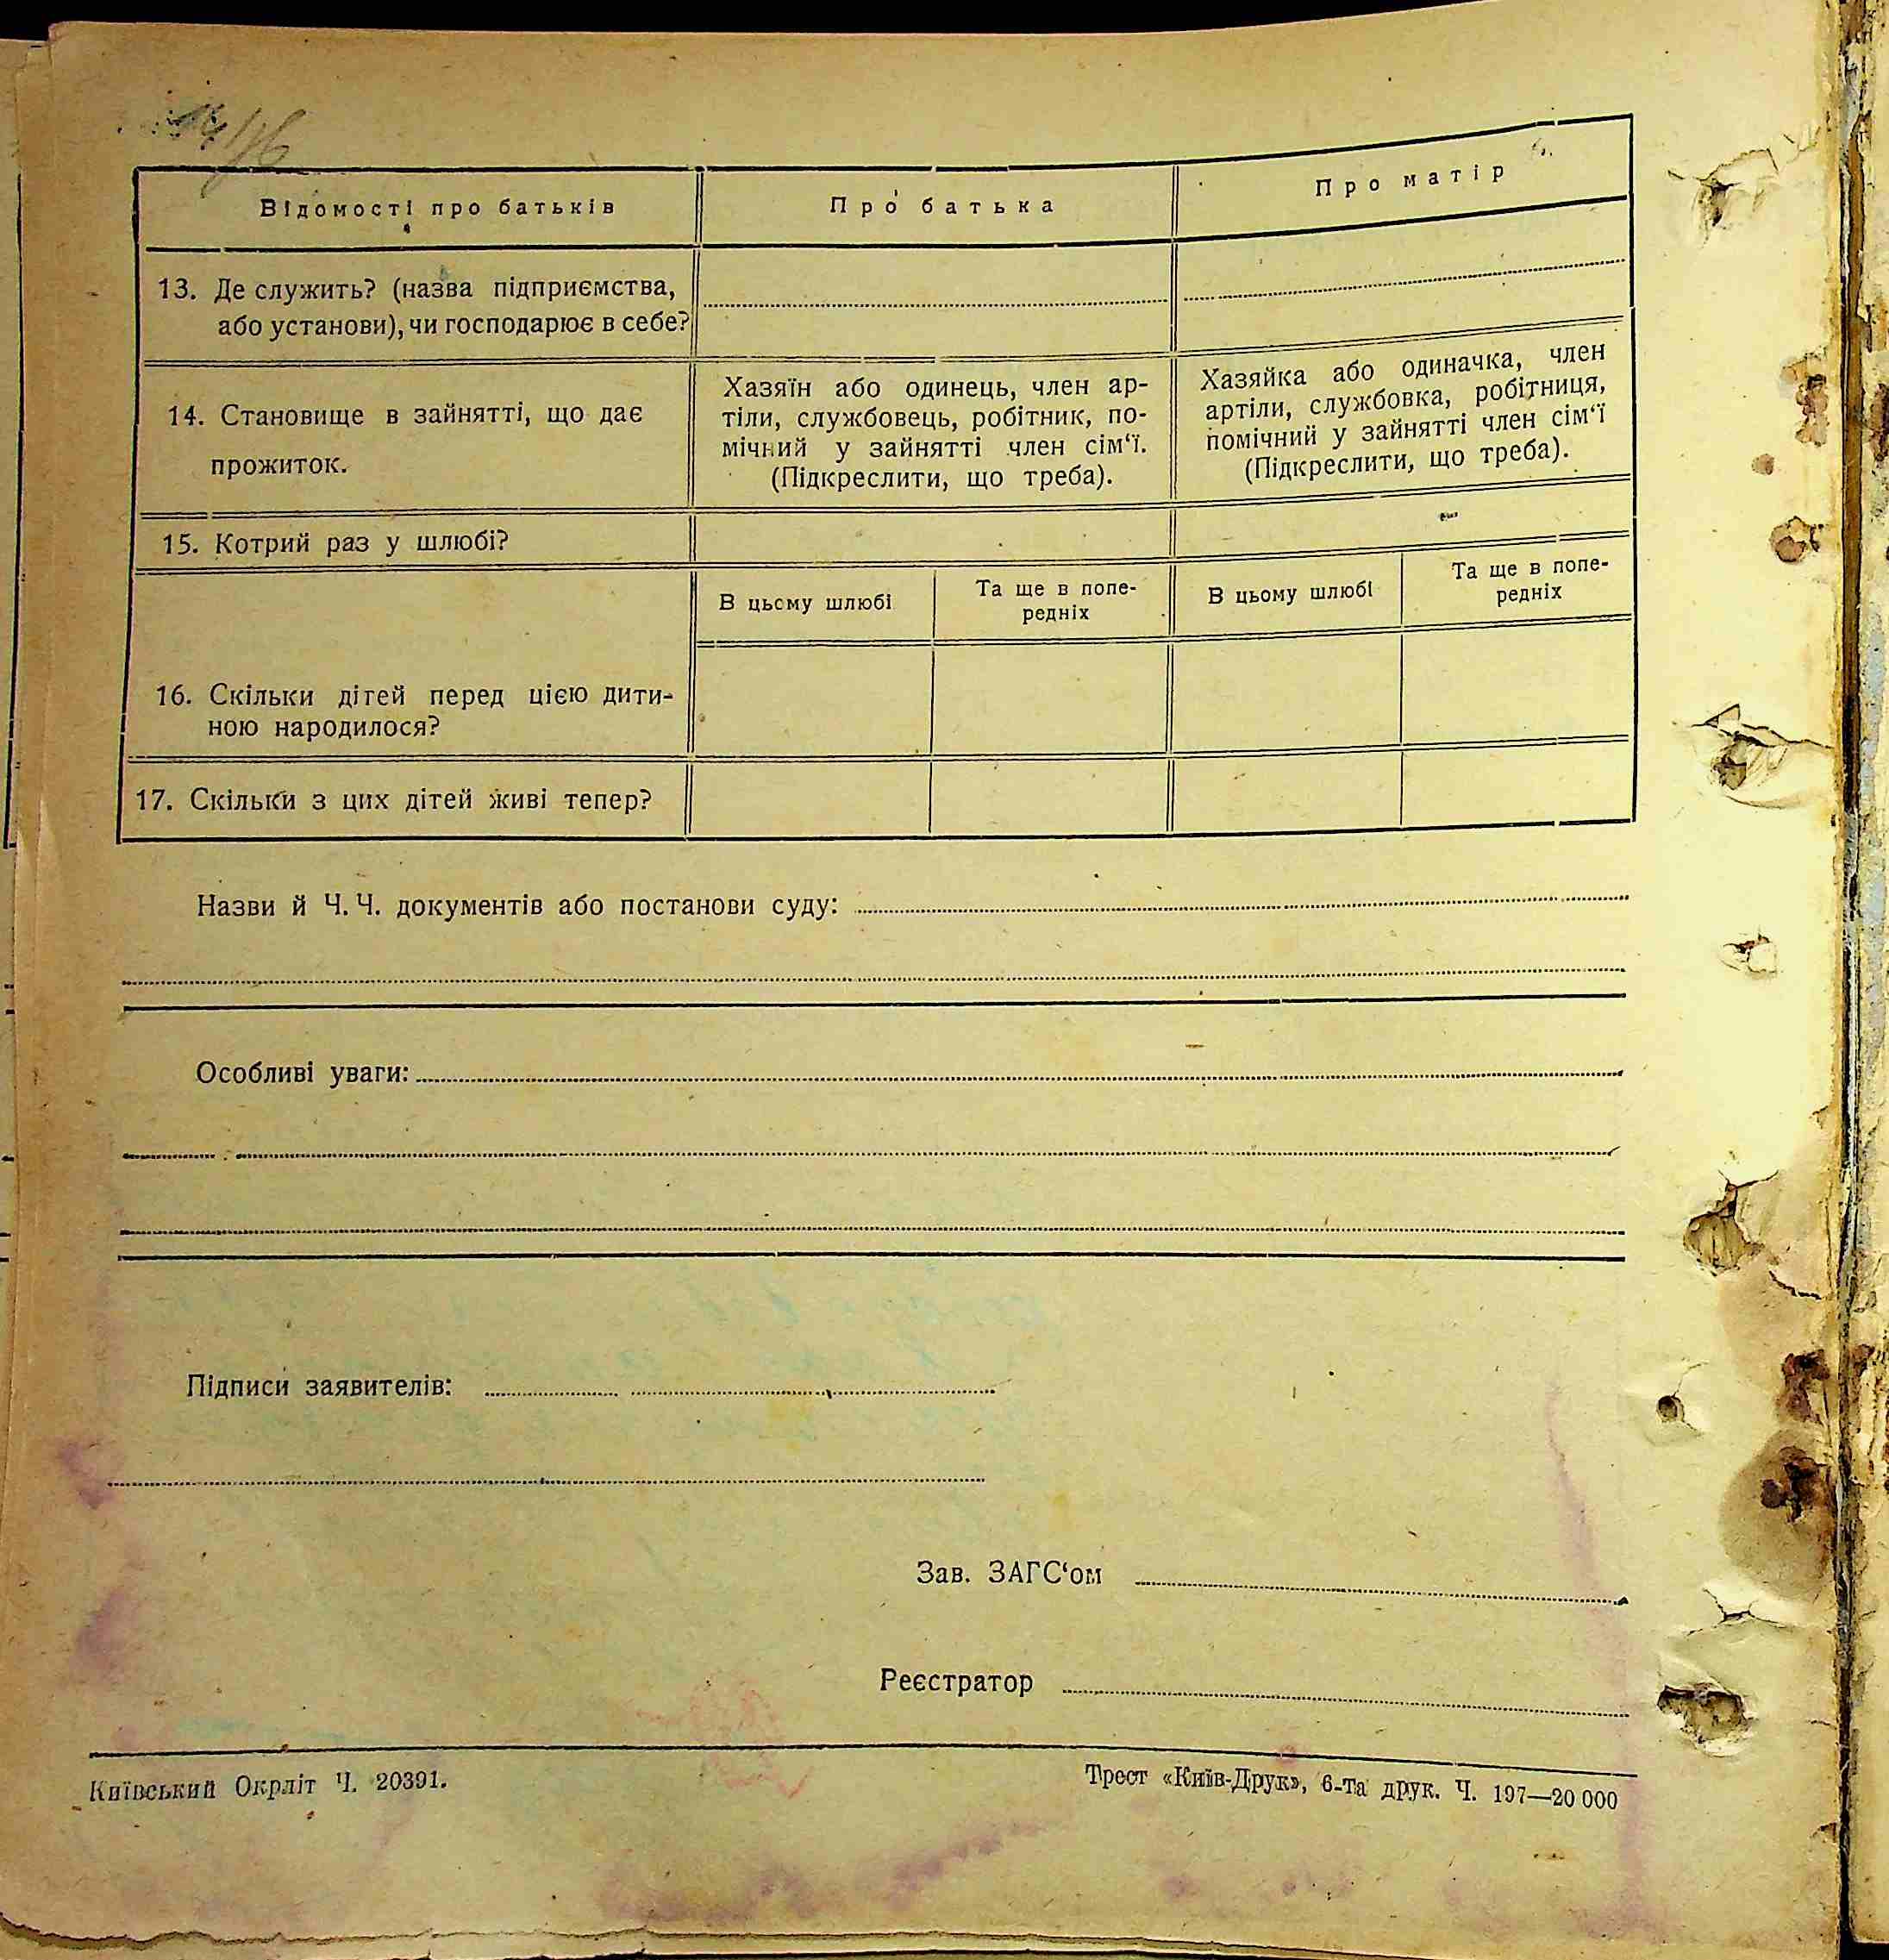 Відомості про батьків
Про батька
Про матір
13. Де служить? (назва підприємства,
або установи), чи господарює в себе?
14. Становище в зайнятті, що дає
прожиток.
Хазяїн або одинець, член ар-
тіли, службовець, робітник, по-
мічний у зайнятті член сім‘ї.
(Підкреслити, що треба).
Хазяйка або одиначка, член
артіли, службовка, робітниця,
помічний у зайнятті член сім‘ї
(Підкреслити, що треба).
15. Котрий раз у шлюбі?
В цьому шлюбі
Та ще в попе-
редніх
В цьому шлюбі
Та ще в попе-
редніх
16. Скільки дітей перед цією дити-
ною народилося?
17. Скільки з цих дітей живі тепер?
Назви й Ч. Ч. документів або постанови суду:
Особливі уваги:
Підписи заявителів:
Зав. ЗАГС‘ом
Реєстратор
Київський Окрліт Ч. 20391.
Трест «Київ-Друк», 6-та друк. Ч. 197—20 000